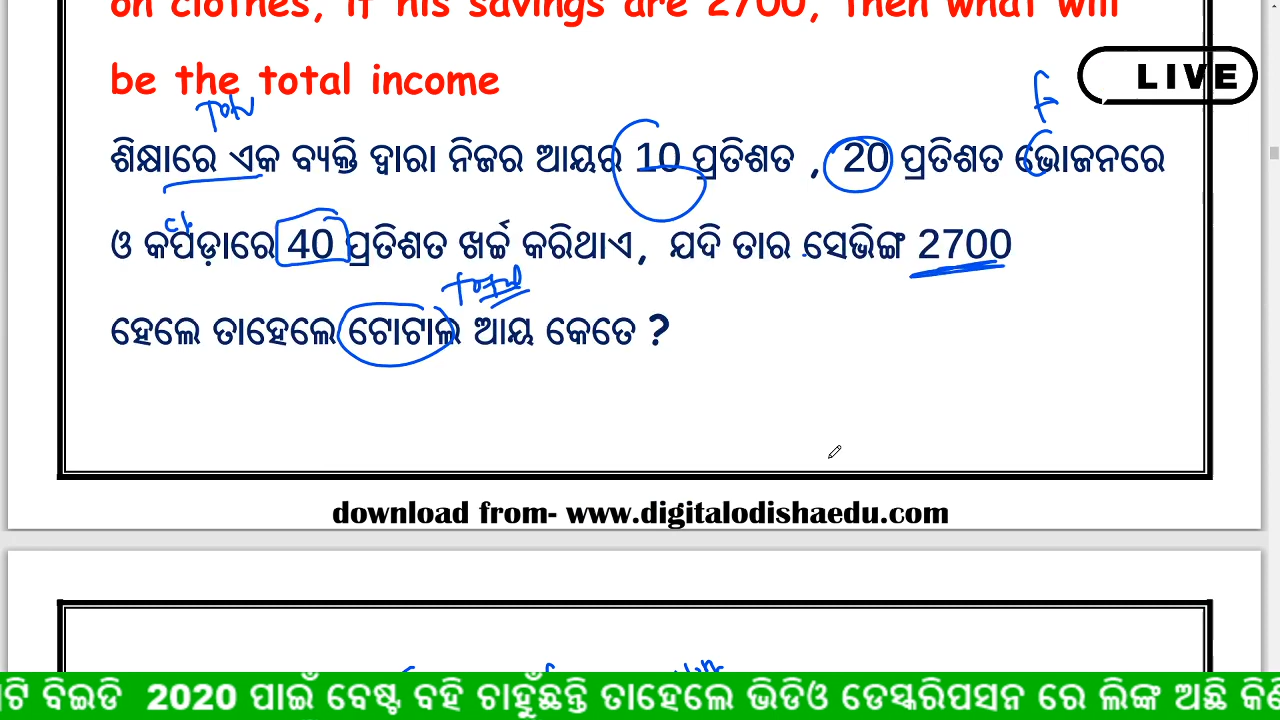 on clothes, if his savings are 2700, then what will
be the total income
LIVE
Total
F
ଶିକ୍ଷାରେ ଏକ ବ୍ୟକ୍ତି ଦ୍ୱାରା ନିଜର ଆୟର 10 ପ୍ରତିଶତ , 20 ପ୍ରତିଶତ ଭୋଜନରେ
ଓ କପଡ଼ାରେ 40 ପ୍ରତିଶତ ଖର୍ଚ୍ଚ କରିଥାଏ, ଯଦି ତାର ସେଭିଙ୍ଗ 2700
Total
ହେଲେ ତାହେଲେ ଟୋଟାଲ ଆୟ କେତେ ?
download from- www.digitalodishaedu.com
ଟି ବିଇଡି 2020 ପାଇଁ ବେଷ୍ଟ ବହି ଚାହୁଁଛନ୍ତି ତାହେଲେ ଭିଡିଓ ଡେସ୍କରିପସନ ରେ ଲିଙ୍କ ଅଛି